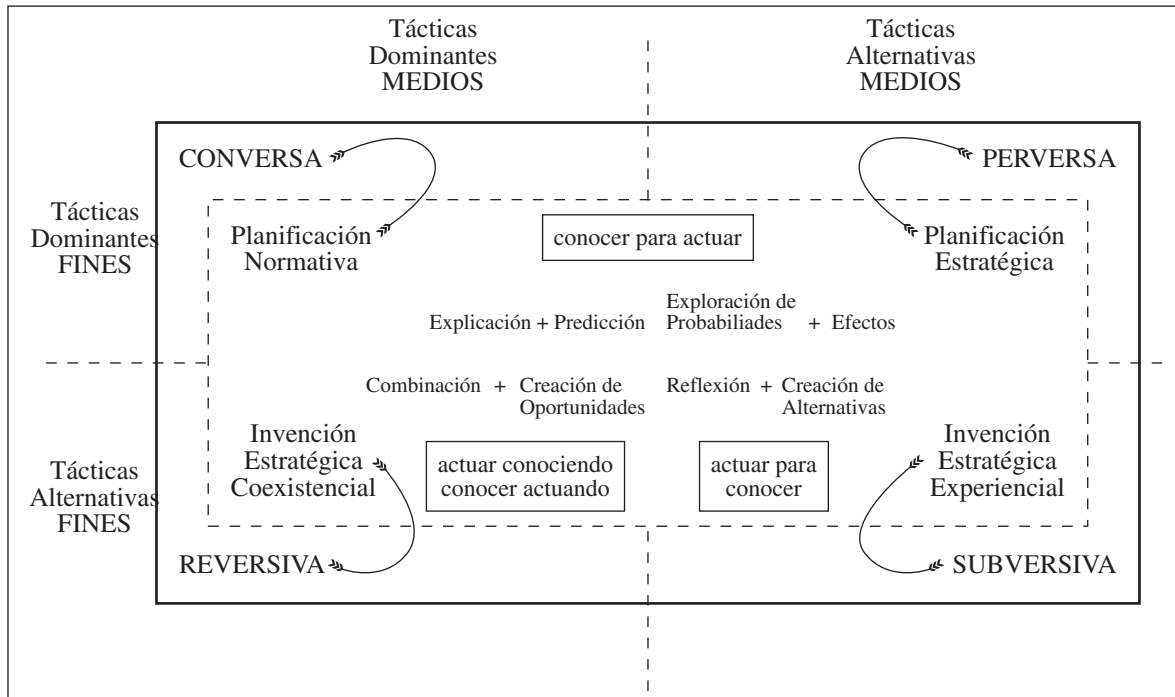 Tácticas
Dominantes
MEDIOS
Tácticas
Alternativas
MEDIOS
CONVERSA
PERVERSA
Tácticas
Dominantes
FINES
Planificación
Normativa
conocer para actuar
Planificación
Estratégica
Explicación + Predicción
Exploración de
Probabiliades + Efectos
Combinación + Creación de
Oportunidades
Reflexión + Creación de
Alternativas
Tácticas
Alternativas
FINES
Invención
Estratégica
Coexistencial
actuar conociendo
conocer actuando
actuar para
conocer
Invención
Estratégica
Experiencial
REVERSIVA
SUBVERSIVA